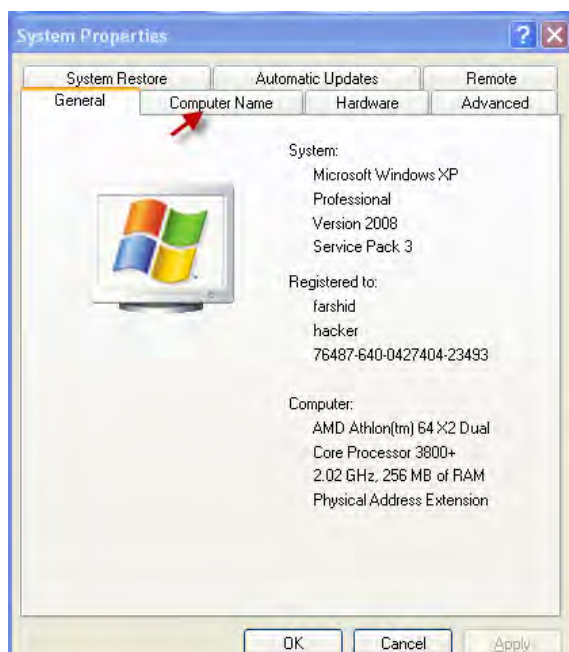 System Properties
System Restore Automatic Updates Remote
General Computer Name Hardware Advanced
System:
Microsoft Windows XP
Professional
Version 2008
Service Pack 3
Registered to:
farshid
hacker
76487-640-0427404-23493
Computer:
AMD Athlon(tm) 64 X2 Dual
Core Processor 3800+
2.02 GHz, 256 MB of RAM
Physical Address Extension
OK Cancel Apply